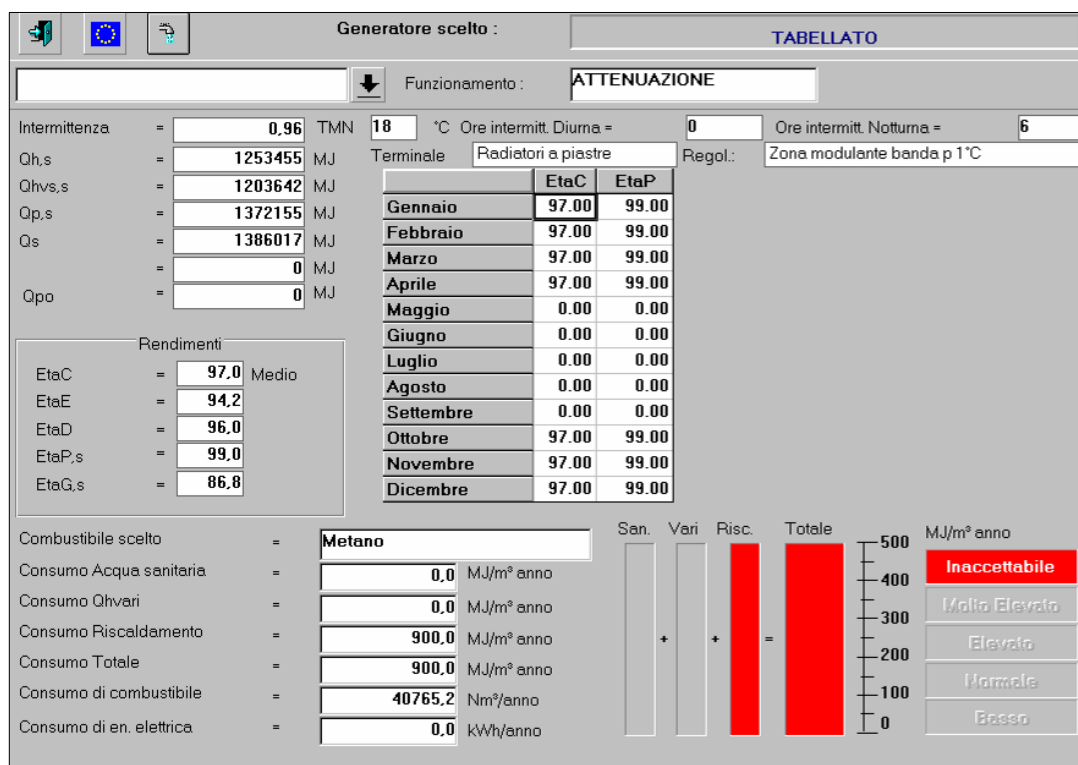 Generatore scelto : TABELLATO
Funzionamento : ATTENUAZIONE
Intermittenza = 0,96 TMN 18 °C Ore intermitt. Diurna = 0 Ore intermitt. Notturna = 6
Qh,s = 1253455 MJ Terminale Radiatori a piastre Regol.: Zona modulante banda p 1°C
Qhvs,s = 1203642 MJ
Qp,s = 1372155 MJ
Qs = 1386017 MJ
= 0 MJ
Qpo = 0 MJ
EtaC EtaP
Gennaio 97.00 99.00
Febbraio 97.00 99.00
Marzo 97.00 99.00
Aprile 97.00 99.00
Maggio 0.00 0.00
Giugno 0.00 0.00
Luglio 0.00 0.00
Agosto 0.00 0.00
Settembre 0.00 0.00
Ottobre 97.00 99.00
Novembre 97.00 99.00
Dicembre 97.00 99.00
Rendimenti
EtaC = 97,0 Medio
EtaE = 94,2
EtaD = 96,0
EtaP,s = 99,0
EtaG,s = 86,8
Combustibile scelto = Metano
Consumo Acqua sanitaria = 0,0 MJ/m³ anno
Consumo Qhvari = 0,0 MJ/m³ anno
Consumo Riscaldamento = 900,0 MJ/m³ anno
Consumo Totale = 900,0 MJ/m³ anno
Consumo di combustibile = 40765,2 Nm³/anno
Consumo di en. elettrica = 0,0 kWh/anno
San. Vari Risc. Totale
+ + =
500
400
300
200
100
0
MJ/m³ anno
Inaccettabile
Molto Elevato
Elevato
Normale
Basso